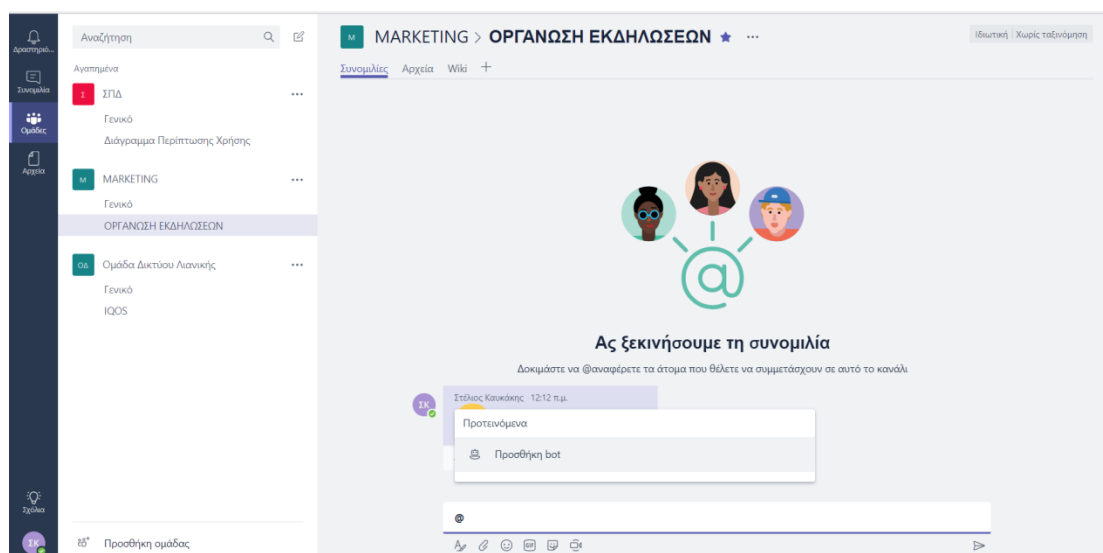 Δραστηριό...
Συνομιλία
Ομάδες
Αρχεία
Σχόλια
ΣΚ
Αναζήτηση
Αγαπημένα
Σ ΣΠΔ ...
Γενικό
Διάγραμμα Περίπτωσης Χρήσης
M MARKETING ...
Γενικό
ΟΡΓΑΝΩΣΗ ΕΚΔΗΛΩΣΕΩΝ
ΟΔ Ομάδα Δικτύου Λιανικής ...
Γενικό
IQOS
Προσθήκη ομάδας
M MARKETING > ΟΡΓΑΝΩΣΗ ΕΚΔΗΛΩΣΕΩΝ ★ ...
Ιδιωτική | Χωρίς ταξινόμηση
Συνομιλίες Αρχεία Wiki +
@
Ας ξεκινήσουμε τη συνομιλία
Δοκιμάστε να @αναφέρετε τα άτομα που θέλετε να συμμετάσχουν σε αυτό το κανάλι
ΣΚ Στέλιος Καυκάκης 12:12 π.μ.
Προτεινόμενα
Προσθήκη bot
@
GIF